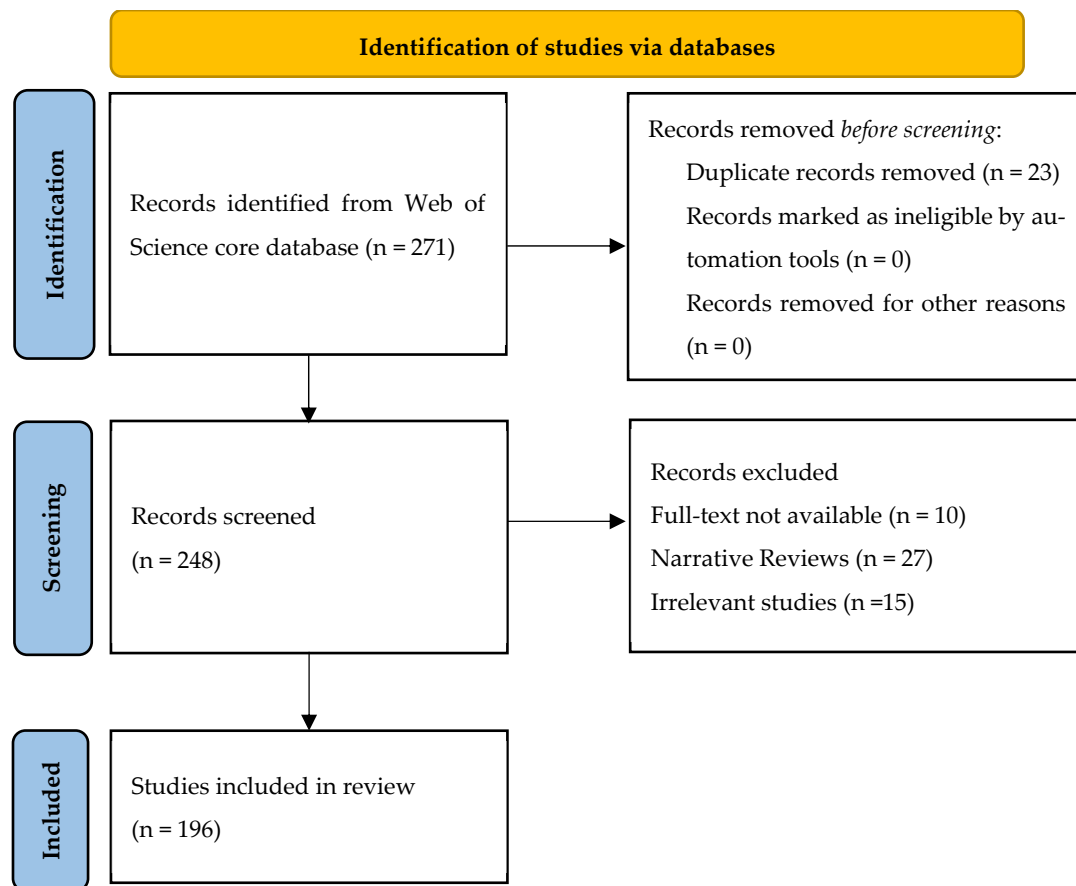 Identification of studies via databases
Identification
Records identified from Web of
Science core database (n = 271)
Records removed before screening:
Duplicate records removed (n = 23)
Records marked as ineligible by au-
tomation tools (n = 0)
Records removed for other reasons
(n = 0)
Screening
Records screened
(n = 248)
Records excluded
Full-text not available (n = 10)
Narrative Reviews (n = 27)
Irrelevant studies (n =15)
Included
Studies included in review
(n = 196)